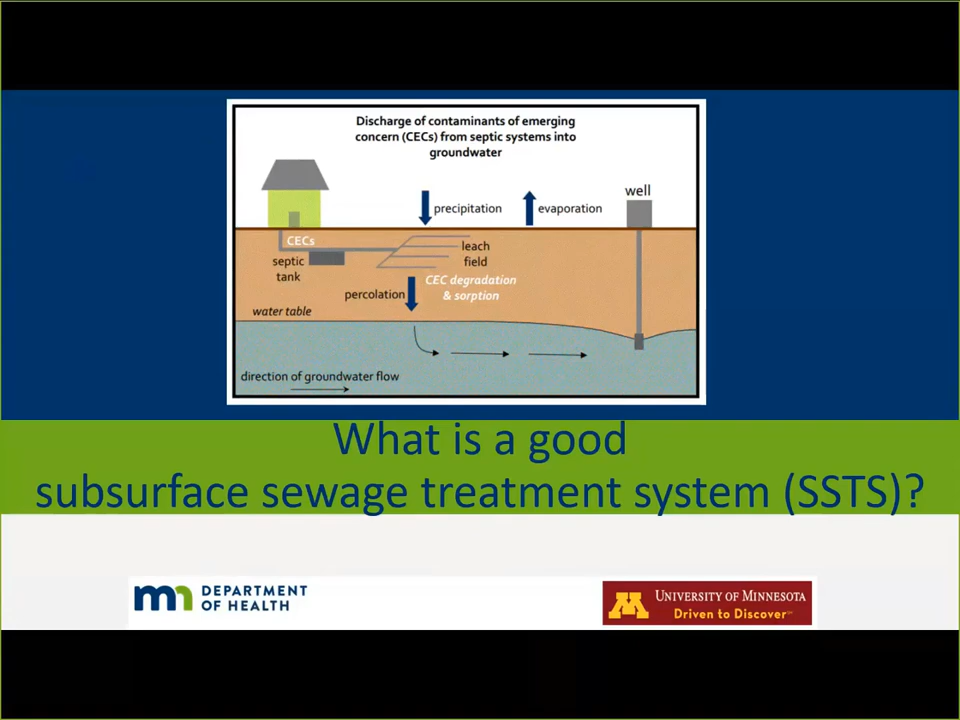 Discharge of contaminants of emerging
concern (CECs) from septic systems into
groundwater
well
precipitation
evaporation
CECs
septic
tank
leach
field
CEC degradation
& sorption
percolation
water table
direction of groundwater flow
What is a good
subsurface sewage treatment system (SSTS)?
mn DEPARTMENT
OF HEALTH
M UNIVERSITY OF MINNESOTA
Driven to Discover℠